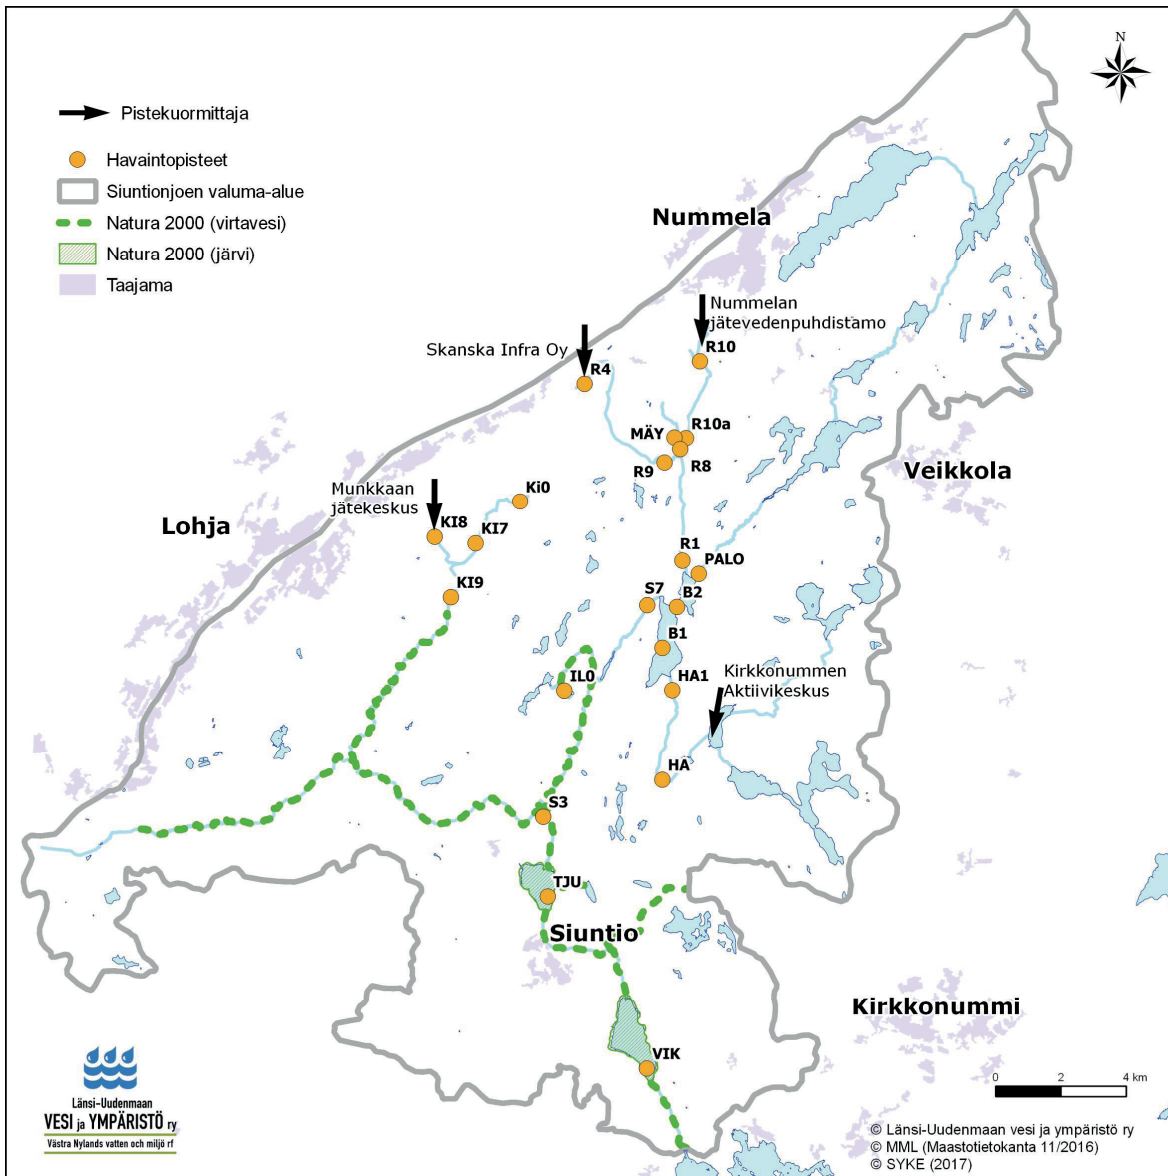 N
Pistekuormittaja
Havaintopisteet
Siuntionjoen valuma-alue
Natura 2000 (virtavesi)
Natura 2000 (järvi)
Taajama
Nummela
Nummelan
jätevedenpuhdistamo
Skanska Infra Oy
R10
R4
MÄY
R10a
R9
R8
Veikkola
Munkkaan
jätekeskus
Lohja
Ki0
KI8
KI7
KI9
R1
PALO
S7
B2
B1
IL0
HA1
Kirkkonummen
Aktiivikeskus
HA
S3
TJU
Siuntio
Kirkkonummi
VIK
0 2 4 km
Länsi-Uudenmaan
VESI ja YMPÄRISTÖ ry
Västra Nylands vatten och miljö rf
© Länsi-Uudenmaan vesi ja ympäristö ry
© MML (Maastotietokanta 11/2016)
© SYKE (2017)